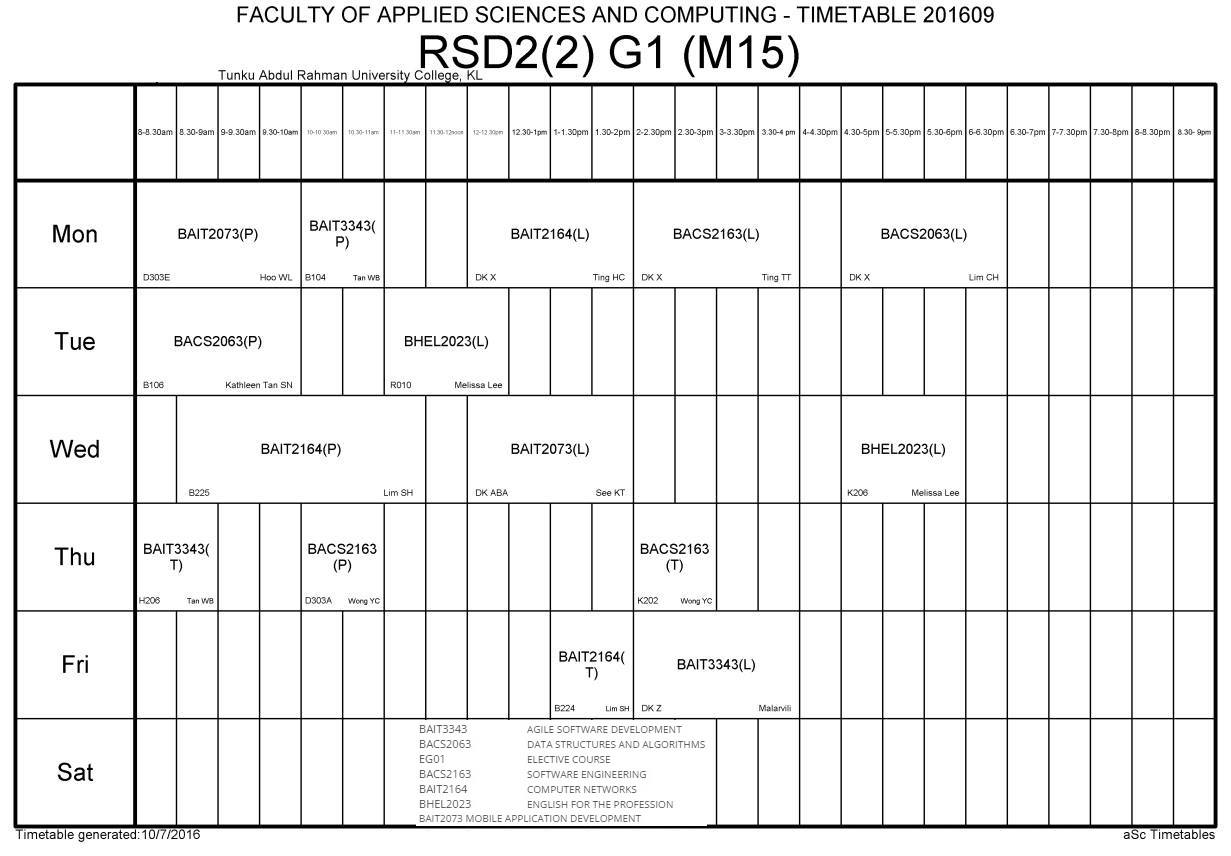 FACULTY OF APPLIED SCIENCES AND COMPUTING - TIMETABLE 201609
RSD2(2) G1 (M15)
Tunku Abdul Rahman University College, KL
8-8.30am 8.30-9am 9-9.30am 9.30-10am 10-10.30am 10.30-11am 11-11.30am 11.30-12noon 12-12.30pm 12.30-1pm 1-1.30pm 1.30-2pm 2-2.30pm 2.30-3pm 3-3.30pm 3.30-4 pm 4-4.30pm 4.30-5pm 5-5.30pm 5.30-6pm 6-6.30pm 6.30-7pm 7-7.30pm 7.30-8pm 8-8.30pm 8.30- 9pm
Mon BAIT2073(P) BAIT3343( BAIT2164(L) BACS2163(L) BACS2063(L)
P)
D303E Hoo WL B104 Tan WB DK X Ting HC DK X Ting TT DK X Lim CH
Tue BACS2063(P) BHEL2023(L)
B106 Kathleen Tan SN R010 Melissa Lee
Wed BAIT2164(P) BAIT2073(L) BHEL2023(L)
B225 Lim SH DK ABA See KT K206 Melissa Lee
Thu BAIT3343( BACS2163 BACS2163
T) (P) (T)
H206 Tan WB D303A Wong YC K202 Wong YC
Fri BAIT2164( BAIT3343(L)
T)
B224 Lim SH DK Z Malarvili
Sat
BAIT3343 AGILE SOFTWARE DEVELOPMENT
BACS2063 DATA STRUCTURES AND ALGORITHMS
EG01 ELECTIVE COURSE
BACS2163 SOFTWARE ENGINEERING
BAIT2164 COMPUTER NETWORKS
BHEL2023 ENGLISH FOR THE PROFESSION
BAIT2073 MOBILE APPLICATION DEVELOPMENT
Timetable generated:10/7/2016 aSc Timetables